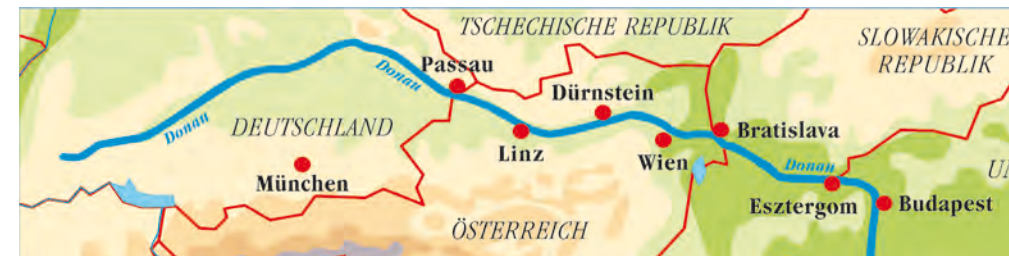 TSCHECHISCHE REPUBLIK
SLOWAKISCHE
REPUBLIK
Passau
Donau
Dürnstein
Donau
DEUTSCHLAND
Bratislava
Linz
Wien
Donau
München
Esztergom
Budapest
ÖSTERREICH